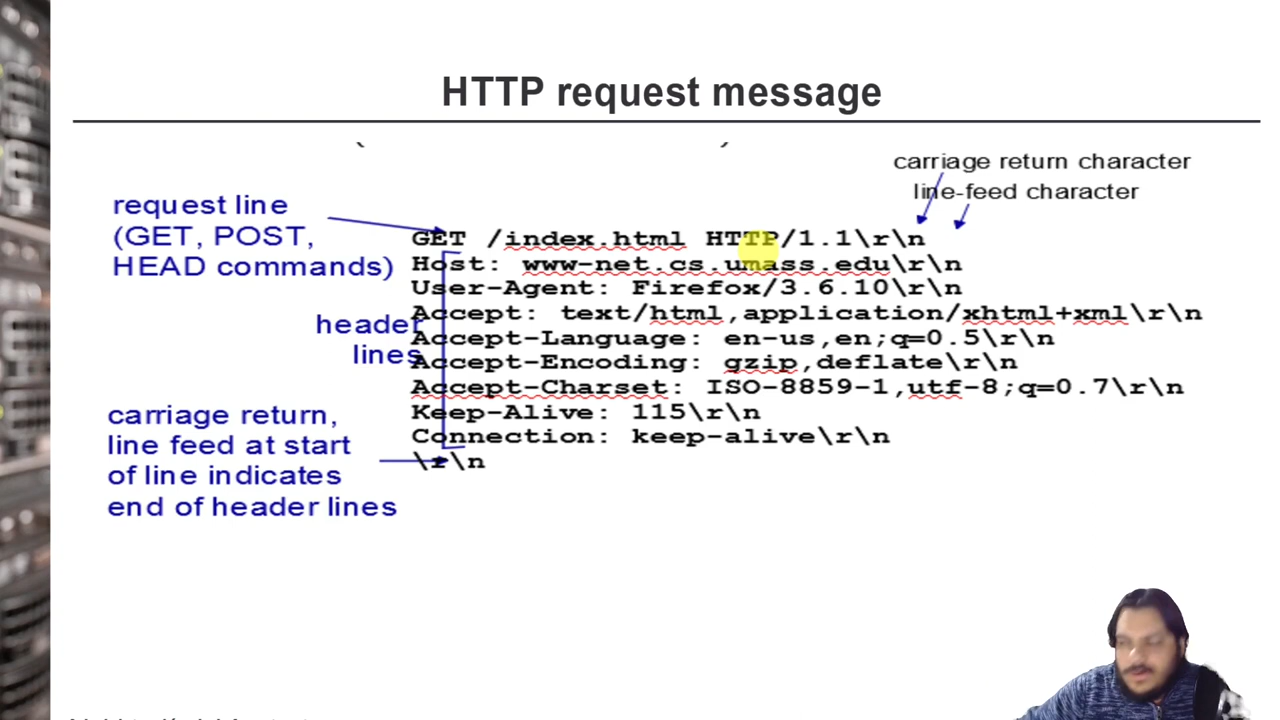 HTTP request message
carriage return character
line-feed character
request line
(GET, POST,
HEAD commands)
GET /index.html HTTP/1.1\r\n
Host: www-net.cs.umass.edu\r\n
User-Agent: Firefox/3.6.10\r\n
Accept: text/html,application/xhtml+xml\r\n
Accept-Language: en-us,en;q=0.5\r\n
Accept-Encoding: gzip,deflate\r\n
Accept-Charset: ISO-8859-1,utf-8;q=0.7\r\n
Keep-Alive: 115\r\n
Connection: keep-alive\r\n
\r\n
header
lines
carriage return,
line feed at start
of line indicates
end of header lines